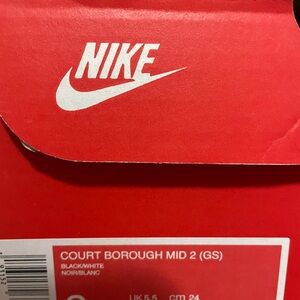 NIKE
COURT BOROUGH MID 2 (GS)
BLACK/WHITE
NOIR/BLANC
UK 5.5 cm 24